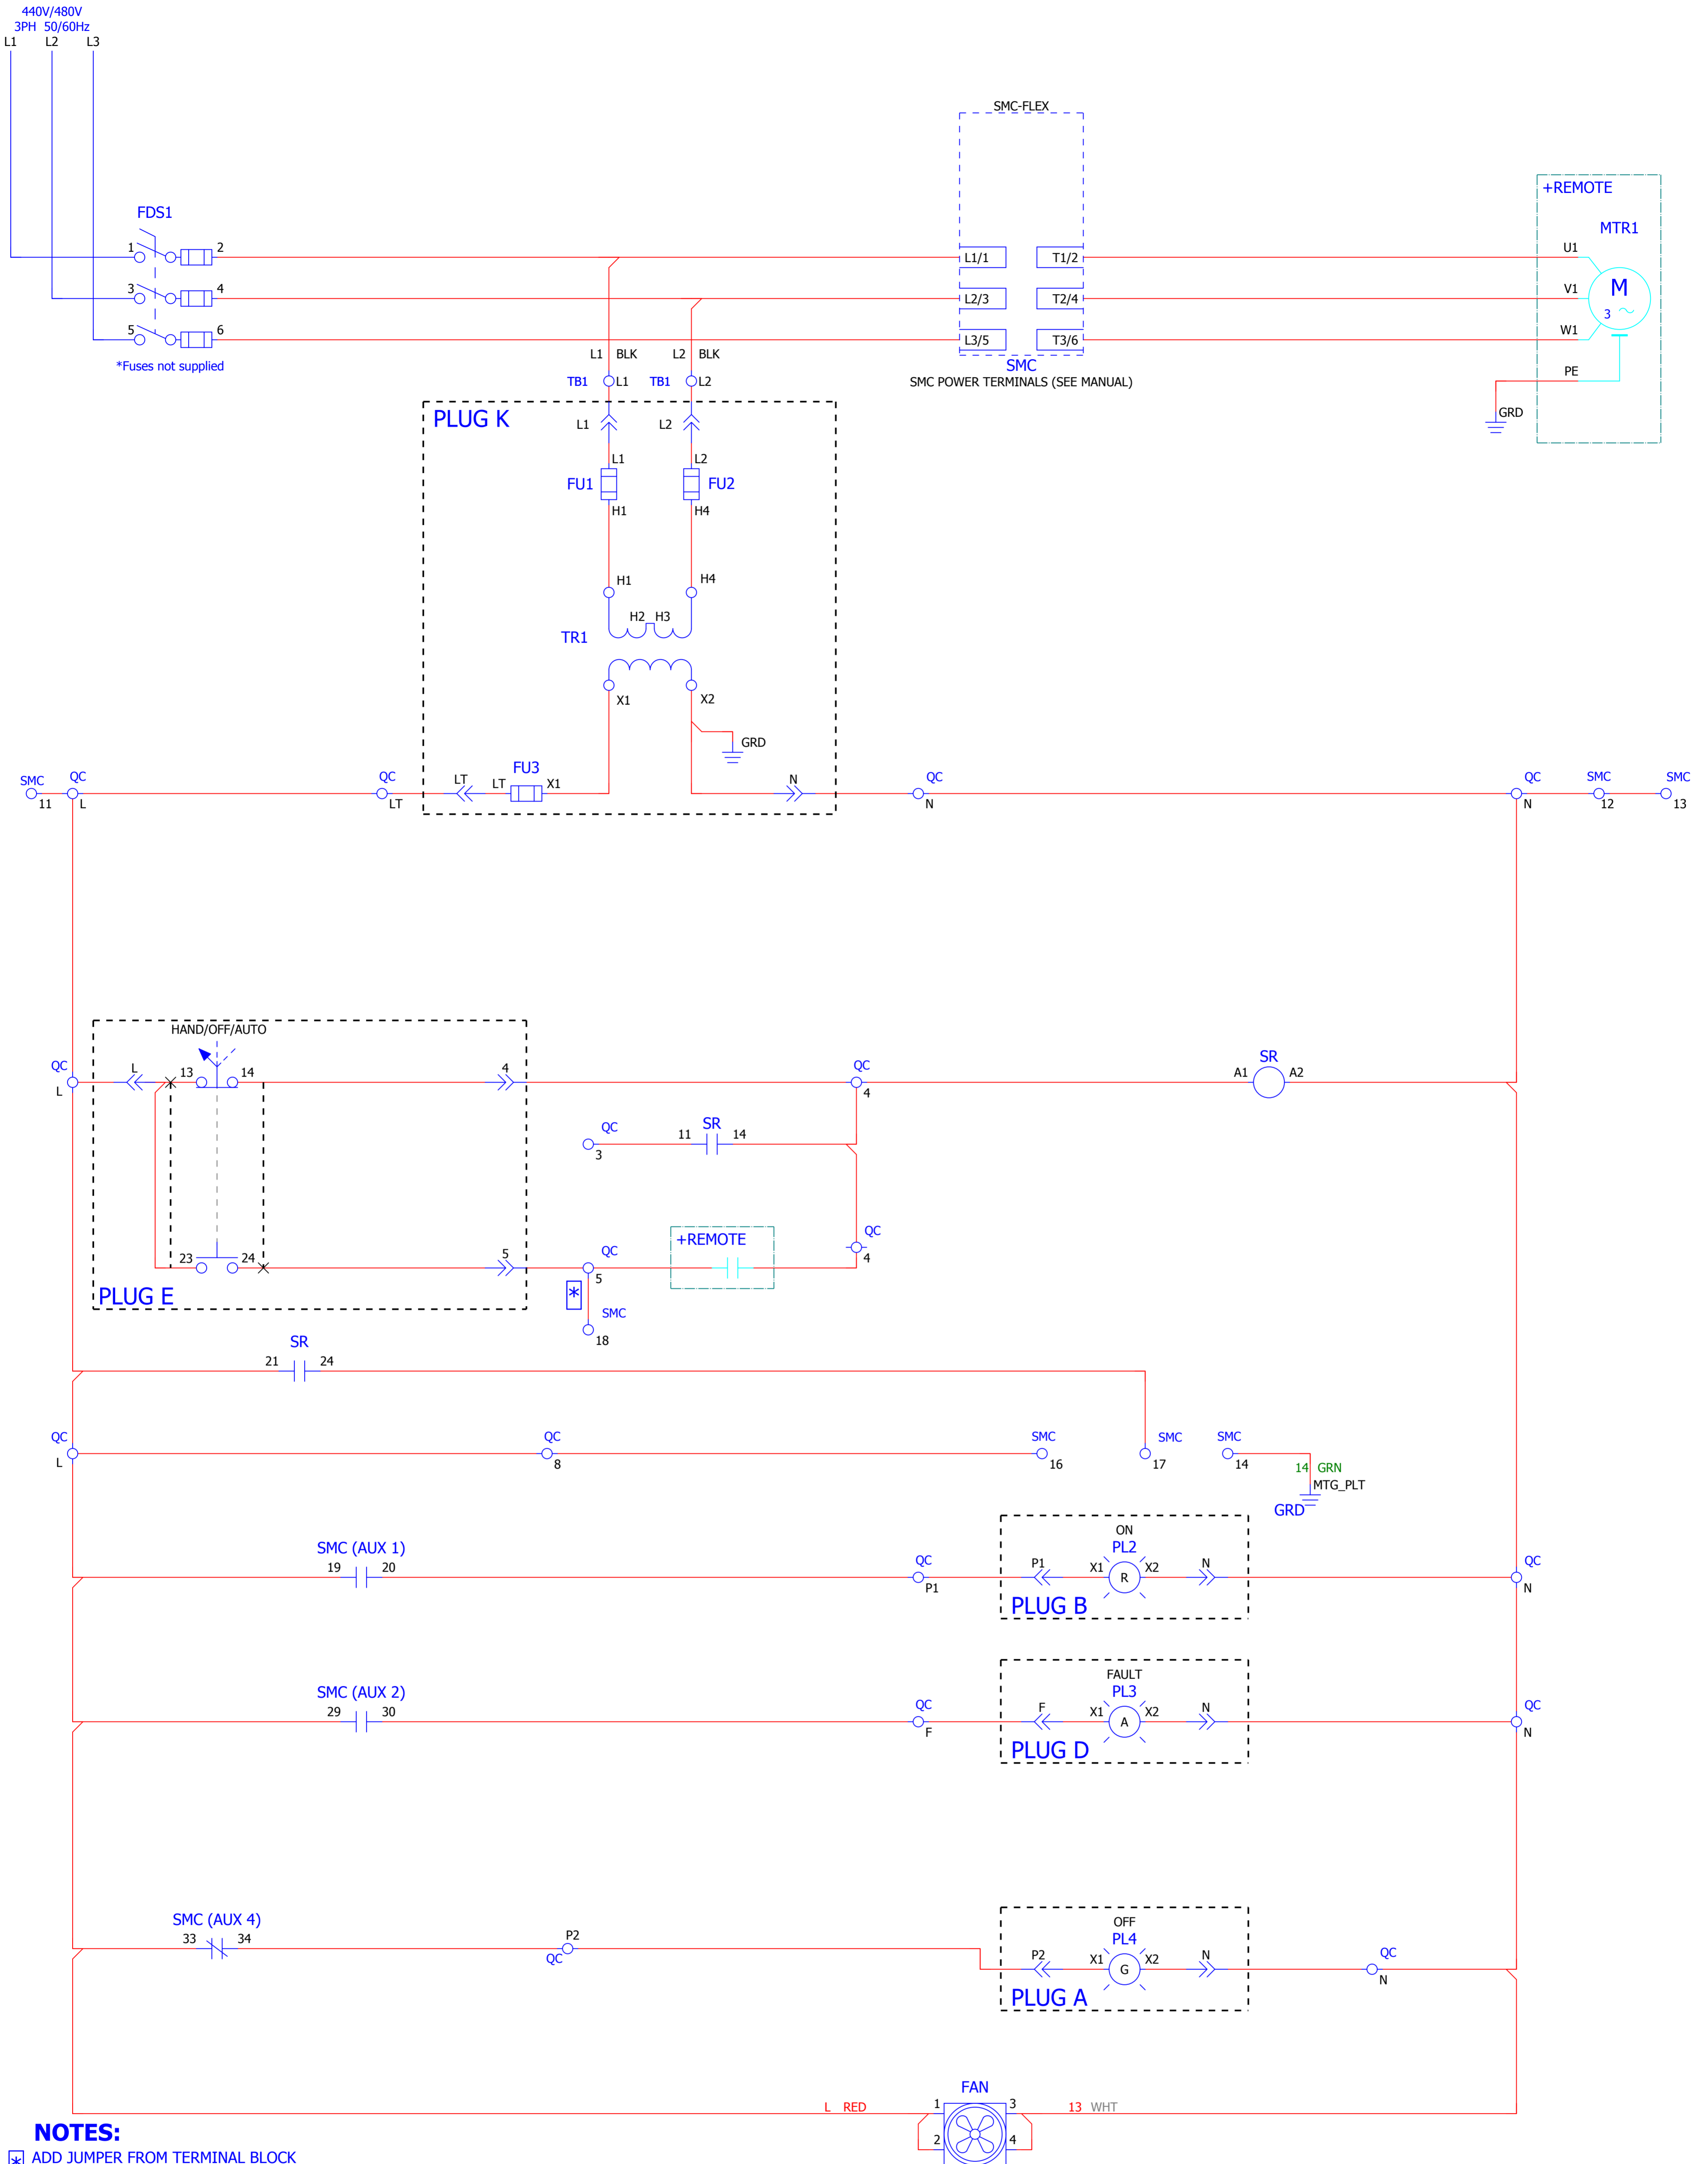 440V/480V
3PH 50/60Hz
L1 L2 L3
SMC-FLEX
+REMOTE
MTR1
FDS1
1 2
L1/1 T1/2
U1
3 4
L2/3 T2/4
V1
M
3
5 6
L3/5 T3/6
W1
*Fuses not supplied
L1 BLK L2 BLK
SMC
SMC POWER TERMINALS (SEE MANUAL)
PE
TB1 L1 TB1 L2
GRD
PLUG K
L1 L2
L1 L2
FU1 FU2
H1 H4
H1 H4
H2 H3
TR1
X1 X2
GRD
SMC QC QC LT LT FU3 X1 N QC QC SMC SMC
11 L LT N N 12 13
HAND/OFF/AUTO
QC L 13 14 4 QC SR
L 4 A1 A2
QC SR
3 11 14
+REMOTE
QC
4
23 24 5 QC
5
PLUG E
*
SMC
18
SR
21 24
QC QC SMC SMC SMC
L 8 16 17 14
14 GRN
MTG_PLT
GRD
ON
SMC (AUX 1)
PL2
19 20 QC P1 X1 R X2 N QC
P1 N
PLUG B
FAULT
SMC (AUX 2)
PL3
29 30 QC F X1 A X2 N QC
F N
PLUG D
OFF
SMC (AUX 4)
PL4
33 34 P2
QC
P2 X1 G X2 N QC
N
PLUG A
FAN
L RED 1 3 13 WHT
2 4
NOTES:
* ADD JUMPER FROM TERMINAL BLOCK